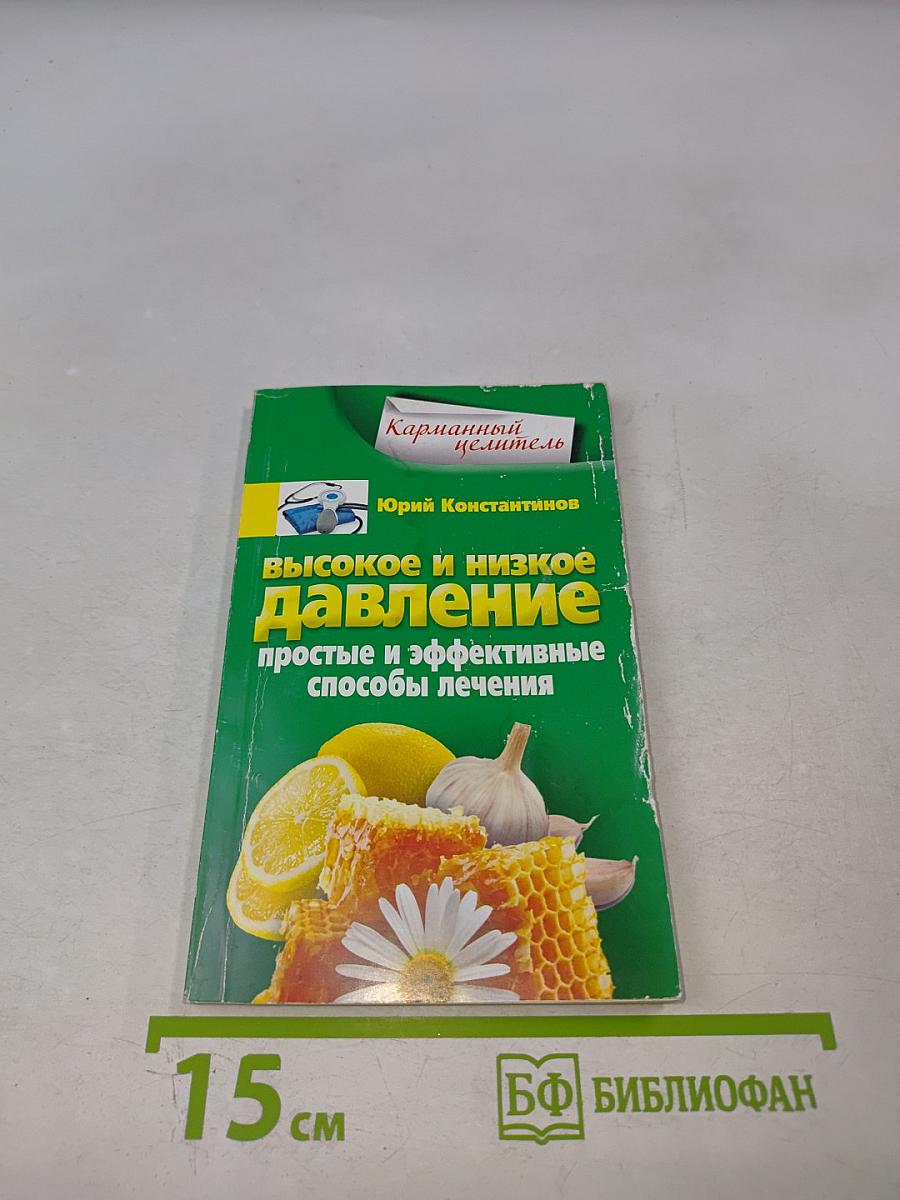 Карманный
целитель
Юрий Константинов
высокое и низкое
давление
простые и эффективные
способы лечения
15 см
БФ БИБЛИОФАН